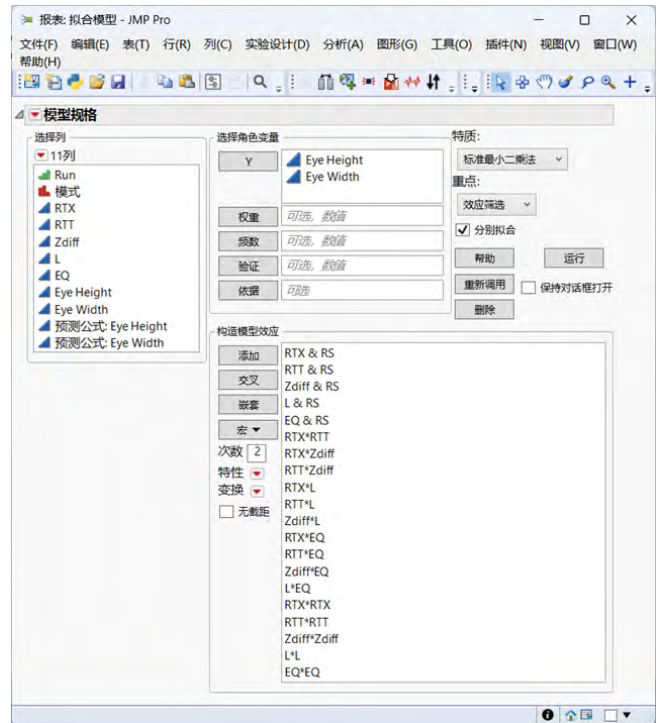 报表: 拟合模型 - JMP Pro
文件(F) 编辑(E) 表(T) 行(R) 列(C) 实验设计(D) 分析(A) 图形(G) 工具(O) 插件(N) 视图(V) 窗口(W)
帮助(H)
模型规格
选择列
11列
Run
模式
RTX
RTT
Zdiff
L
EQ
Eye Height
Eye Width
预测公式: Eye Height
预测公式: Eye Width
选择角色变量
Y
Eye Height
Eye Width
权重 可选, 数值
频数 可选, 数值
验证 可选, 数值
依据 可选
特质:
标准最小二乘法
重点:
效应筛选
分别拟合
帮助 运行
重新调用 保持对话框打开
删除
构造模型效应
添加
交叉
嵌套
宏
次数 2
特性
变换
无截距
RTX & RS
RTT & RS
Zdiff & RS
L & RS
EQ & RS
RTX*RTT
RTX*Zdiff
RTT*Zdiff
RTX*L
RTT*L
Zdiff*L
RTX*EQ
RTT*EQ
Zdiff*EQ
L*EQ
RTX*RTX
RTT*RTT
Zdiff*Zdiff
L*L
EQ*EQ